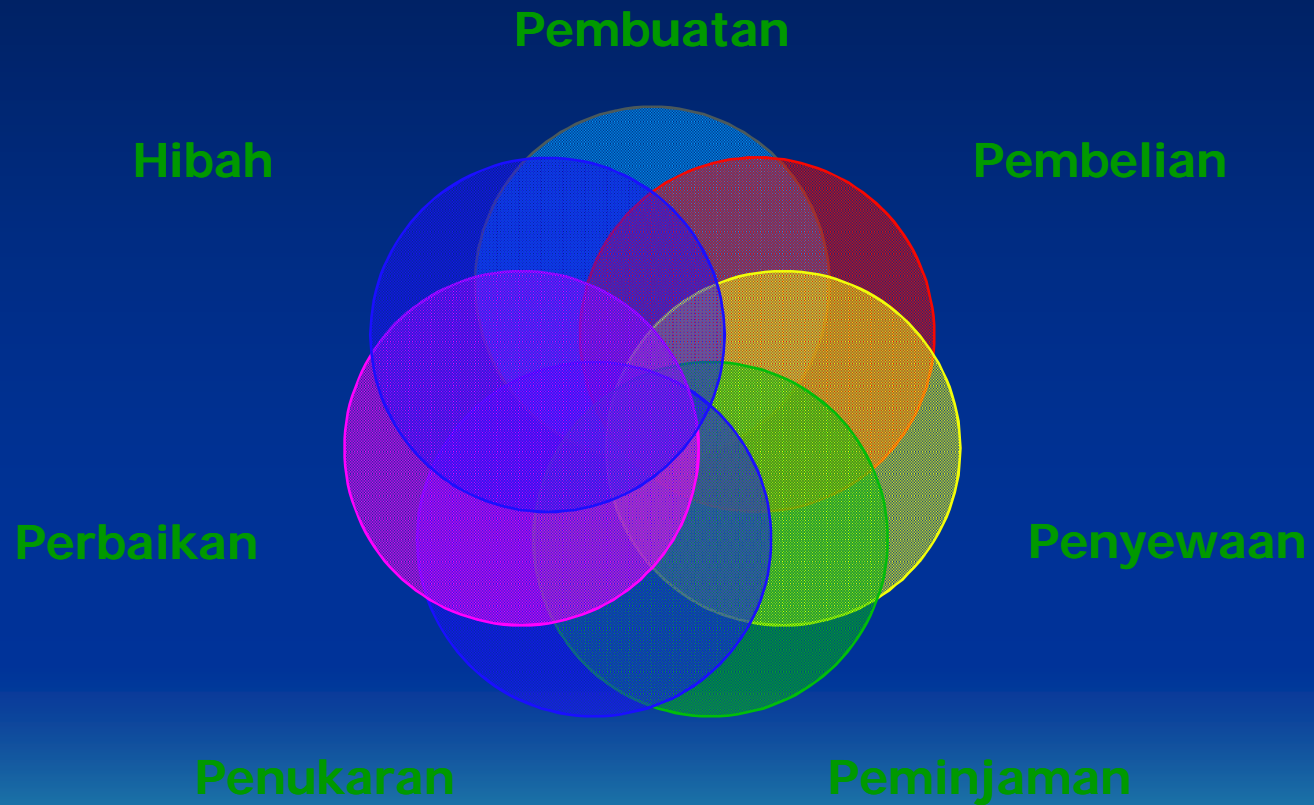 Pembuatan
Hibah
Pembelian
Perbaikan
Penyewaan
Penukaran
Peminjaman